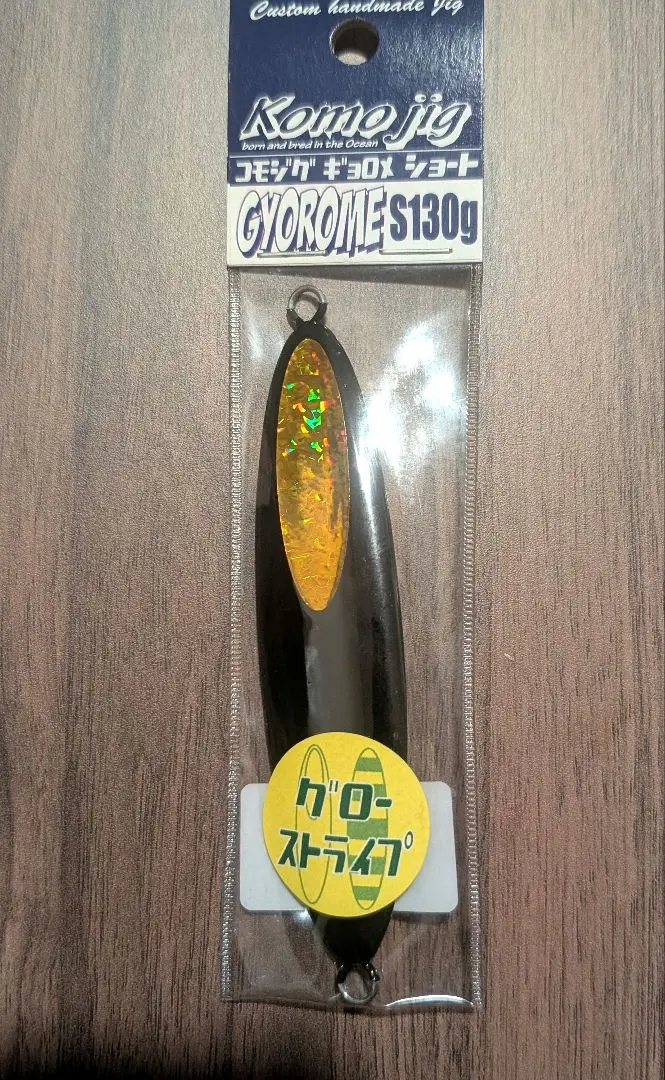 Custom handmade Jig
Komo jig
born and bred in the Ocean
コモジグ ギョロメ ショート
GYOROME S130g
グロー
ストライプ